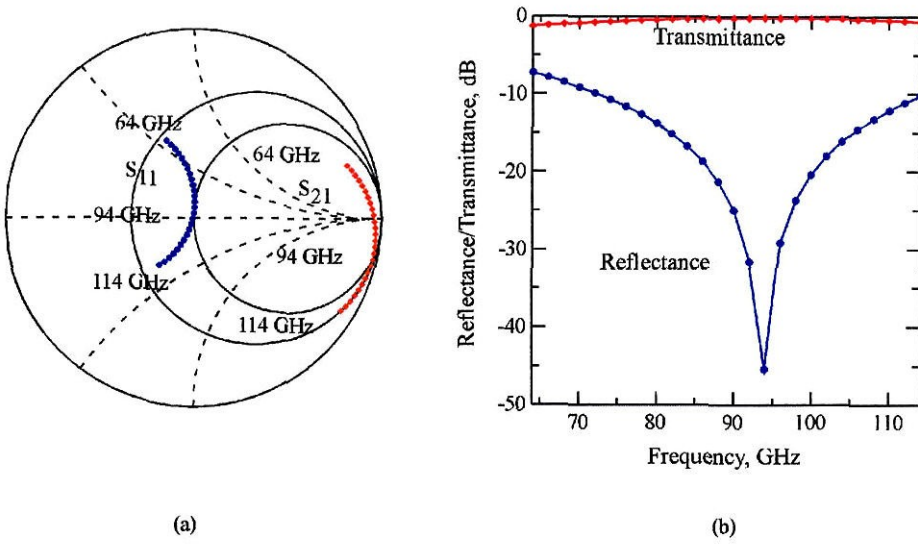 64 GHz
S11
64 GHz
S21
94 GHz
94 GHz
114 GHz
114 GHz
(a)
Reflectance/Transmittance, dB
0
-10
-20
-30
-40
-50
Transmittance
Reflectance
70 80 90 100 110
Frequency, GHz
(b)